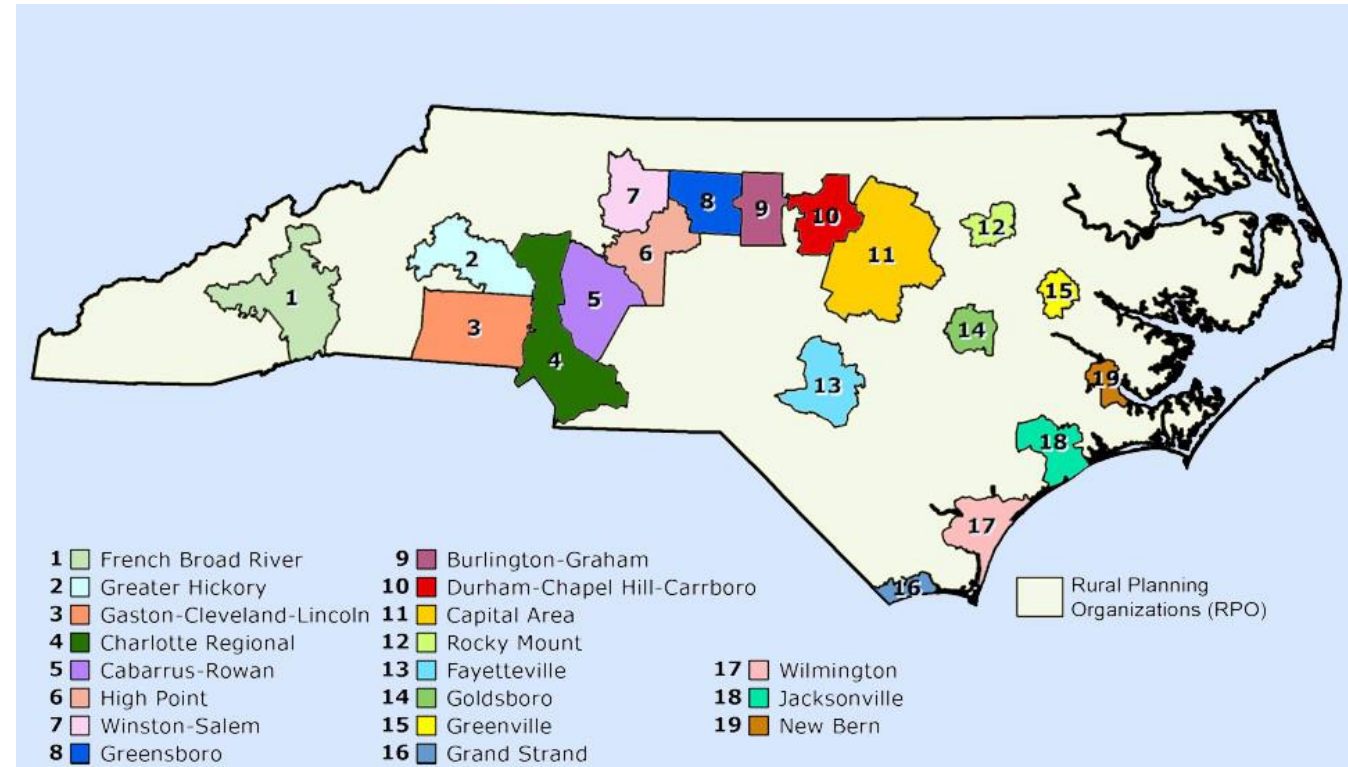 7
8
9
10
12
11
6
2
15
1
5
3
14
4
19
13
18
17
16
1 French Broad River
2 Greater Hickory
3 Gaston-Cleveland-Lincoln
4 Charlotte Regional
5 Cabarrus-Rowan
6 High Point
7 Winston-Salem
8 Greensboro
9 Burlington-Graham
10 Durham-Chapel Hill-Carrboro
11 Capital Area
12 Rocky Mount
13 Fayetteville
14 Goldsboro
15 Greenville
16 Grand Strand
17 Wilmington
18 Jacksonville
19 New Bern
Rural Planning
Organizations (RPO)